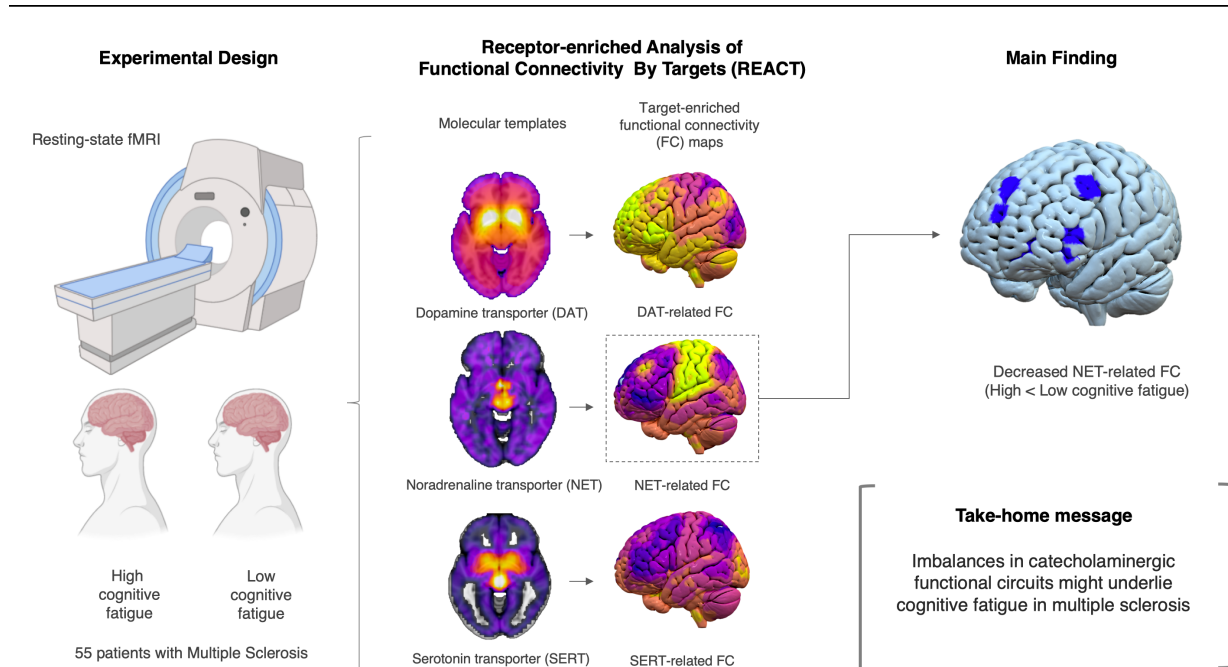 Experimental Design
Resting-state fMRI
High
cognitive
fatigue
Low
cognitive
fatigue
55 patients with Multiple Sclerosis
Receptor-enriched Analysis of
Functional Connectivity By Targets (REACT)
Molecular templates
Target-enriched
functional connectivity
(FC) maps
Dopamine transporter (DAT)
DAT-related FC
Noradrenaline transporter (NET)
NET-related FC
Serotonin transporter (SERT)
SERT-related FC
Main Finding
Decreased NET-related FC
(High < Low cognitive fatigue)
Take-home message
Imbalances in catecholaminergic
functional circuits might underlie
cognitive fatigue in multiple sclerosis